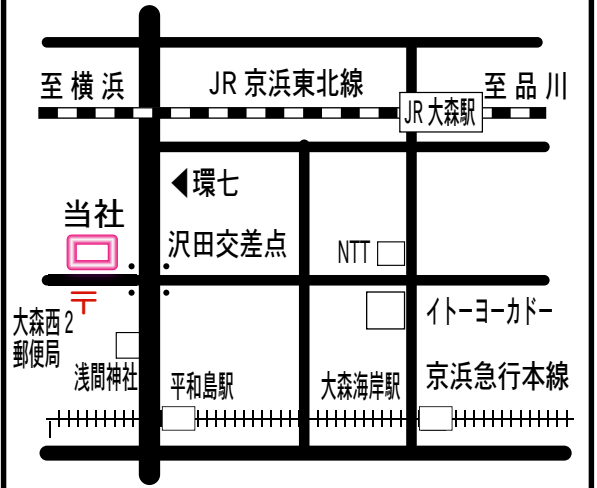 至横浜
JR京浜東北線
至品川
JR大森駅
◀環七
当社
沢田交差点
NTT
〒
大森西2
郵便局
イトーヨーカドー
浅間神社
平和島駅
大森海岸駅
京浜急行本線